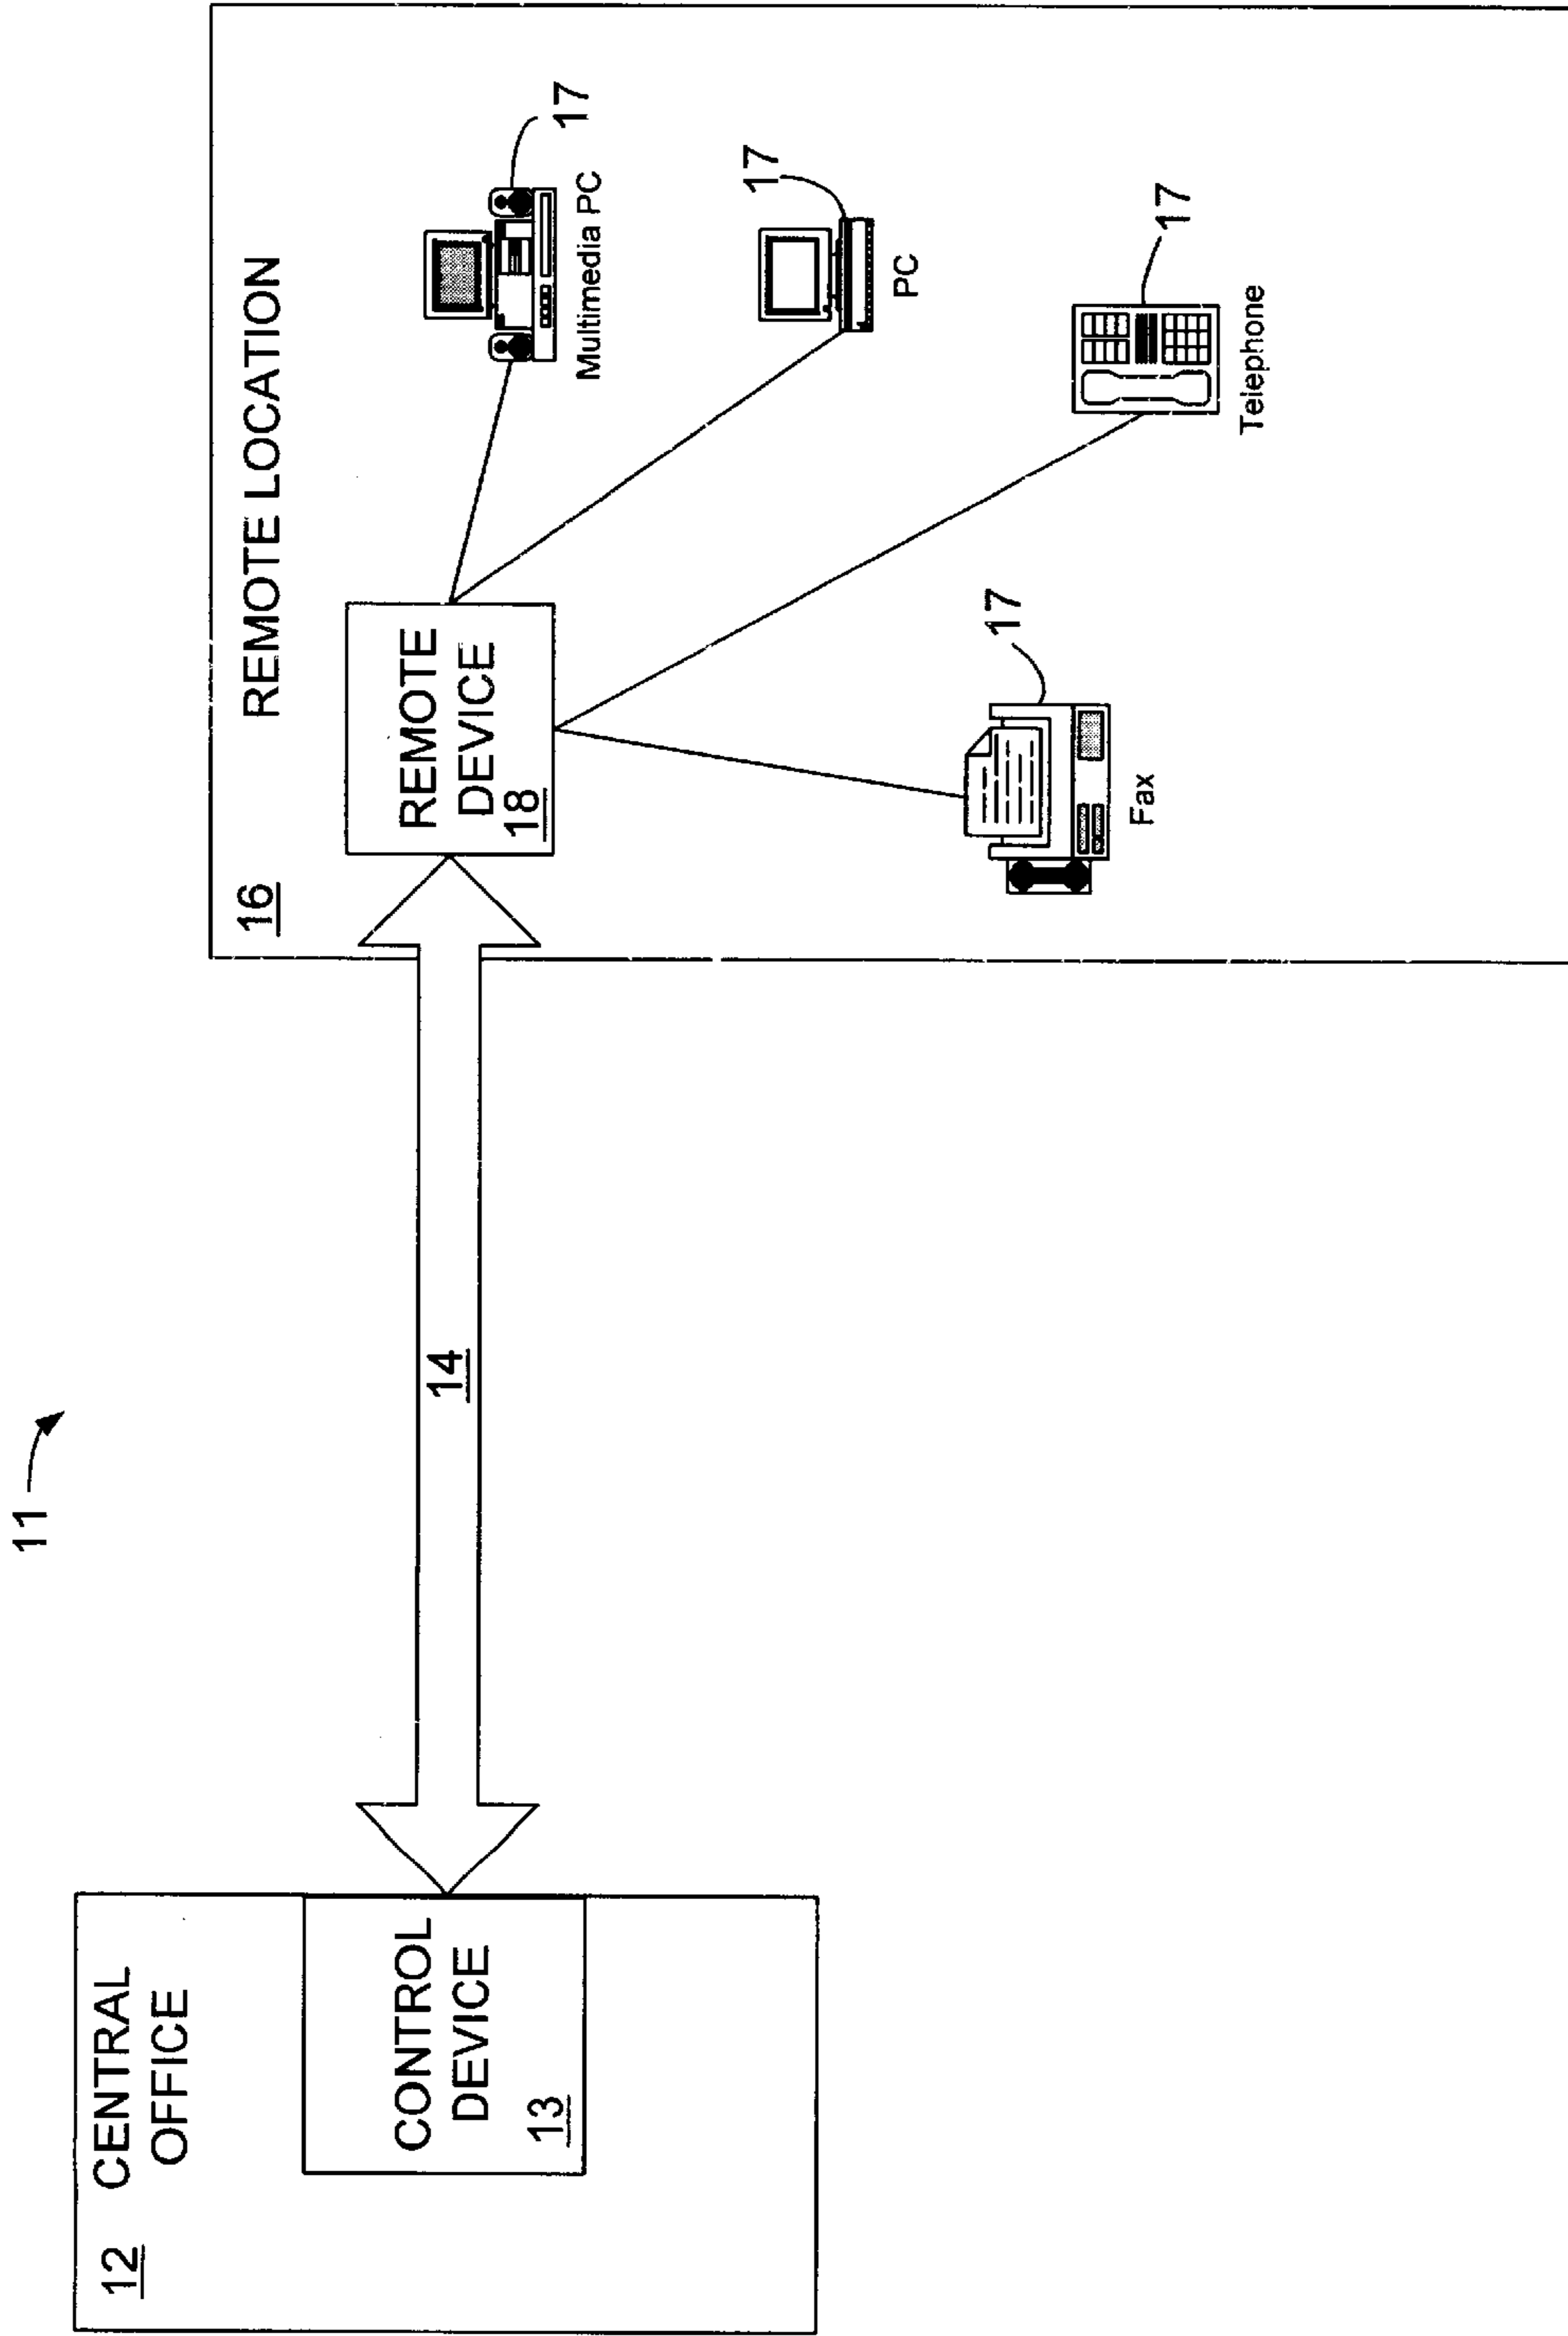 11
12
CENTRAL
OFFICE
CONTROL
DEVICE
13
14
16
REMOTE LOCATION
REMOTE
DEVICE
18
17
Multimedia PC
17
PC
17
Telephone
17
Fax